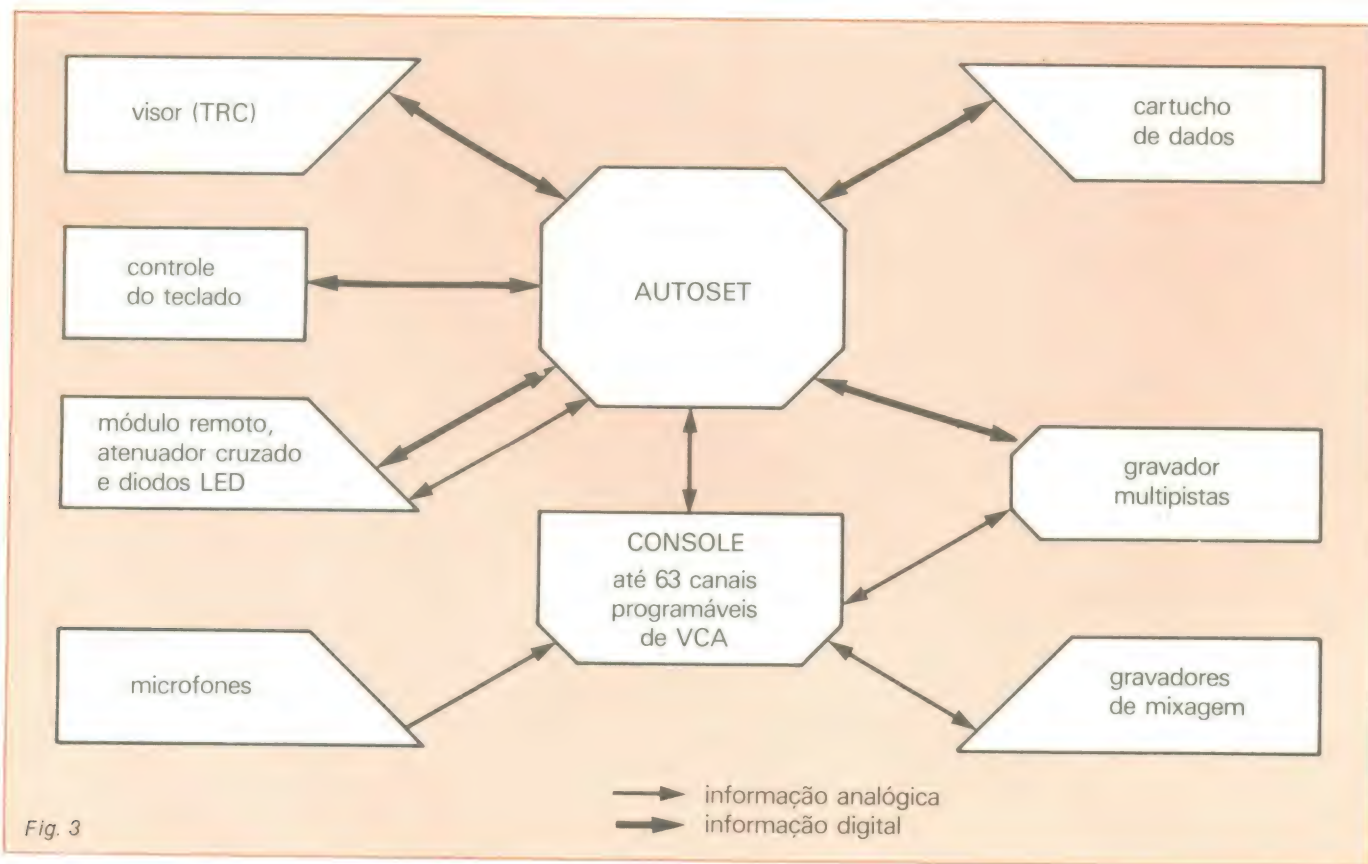 visor (TRC)
cartucho
de dados
controle
do teclado
AUTOSET
módulo remoto,
atenuador cruzado
e diodos LED
gravador
multipistas
CONSOLE
até 63 canais
programáveis
de VCA
microfones
gravadores
de mixagem
informação analógica
informação digital
Fig. 3